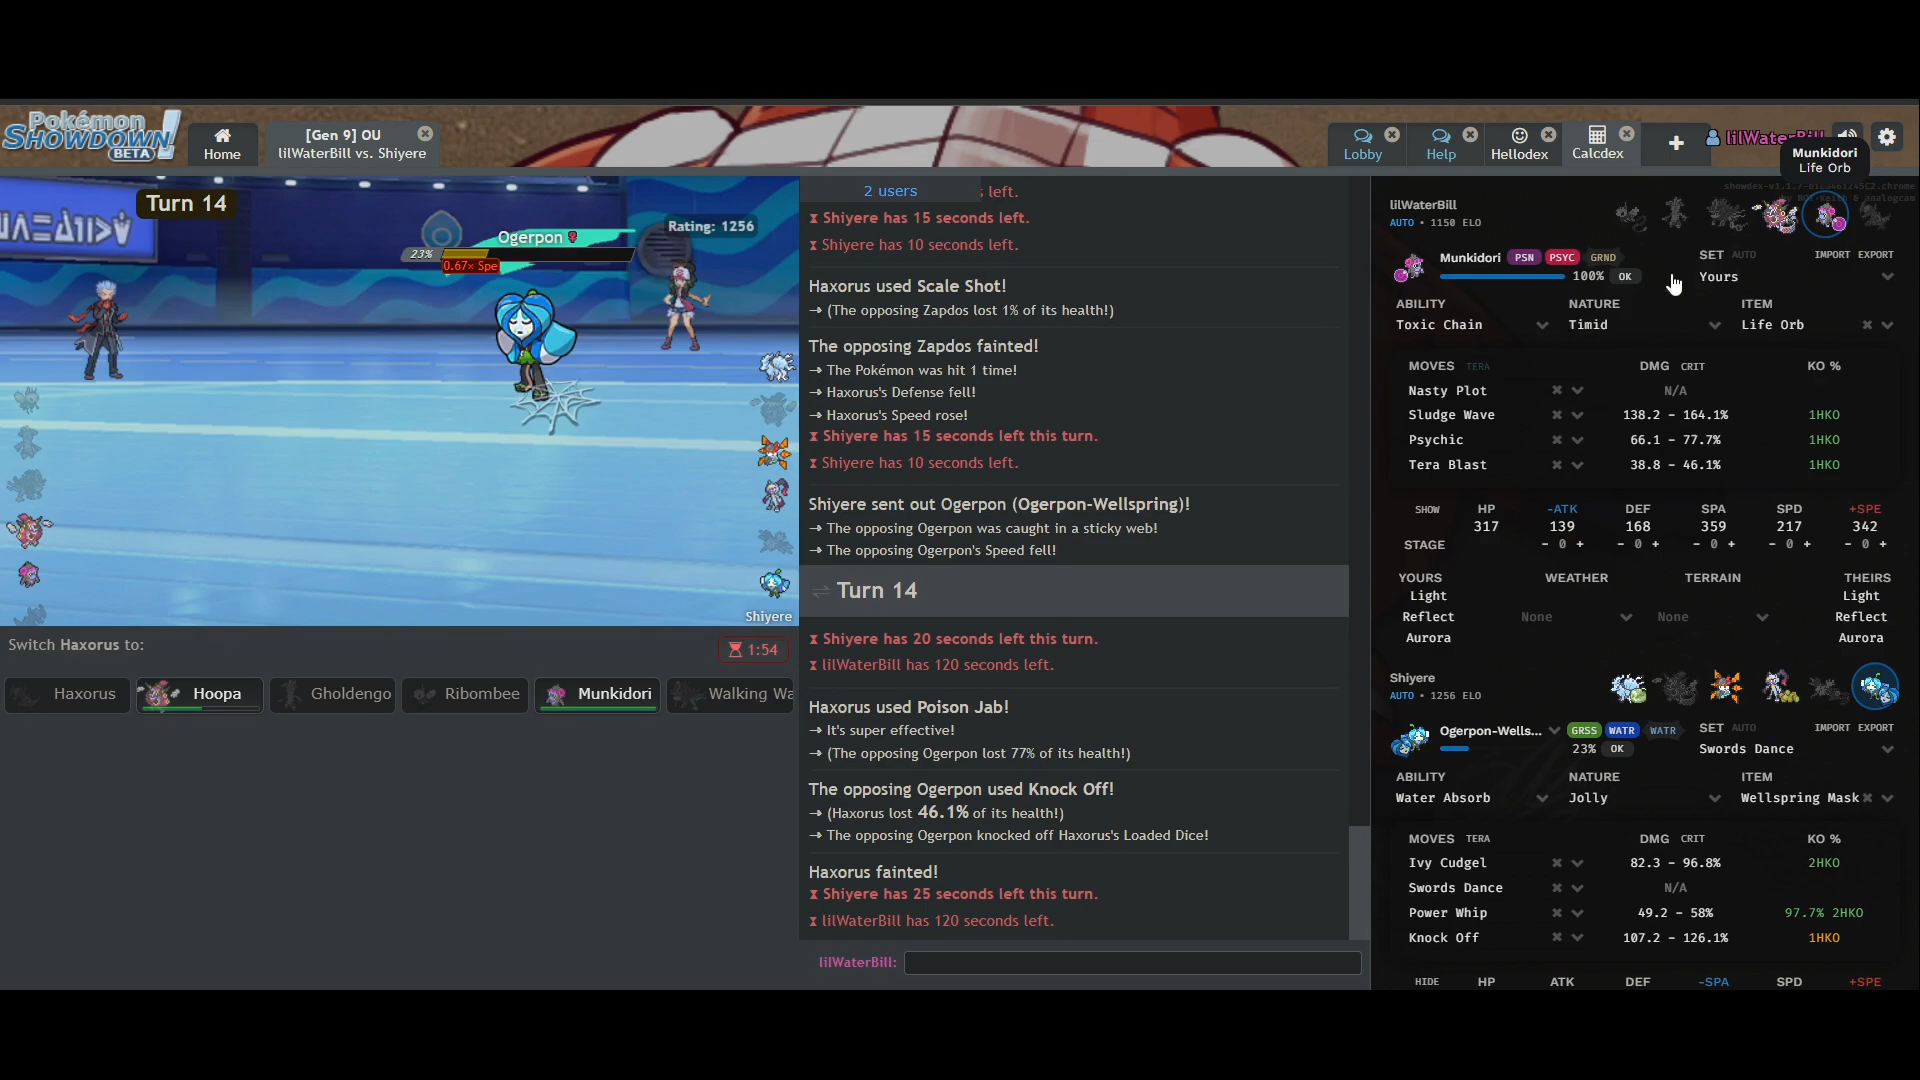 Pokémon
SHOWDOWN!
BETA
Home
[Gen 9] OU
lilWaterBill vs. Shiyere
Lobby
Help
Hellodex
Calcdex
lilWaterBill
Munkidori
Life Orb
Turn 14
Rating: 1256
Ogerpon
23%
0.67× Spe
Shiyere
Switch Haxorus to:
1:54
Haxorus
Hoopa
Gholdengo
Ribombee
Munkidori
Walking Wa
2 users
s left.
Shiyere has 15 seconds left.
Shiyere has 10 seconds left.
Haxorus used Scale Shot!
(The opposing Zapdos lost 1% of its health!)
The opposing Zapdos fainted!
The Pokémon was hit 1 time!
Haxorus's Defense fell!
Haxorus's Speed rose!
Shiyere has 15 seconds left this turn.
Shiyere has 10 seconds left.
Shiyere sent out Ogerpon (Ogerpon-Wellspring)!
The opposing Ogerpon was caught in a sticky web!
The opposing Ogerpon's Speed fell!
Turn 14
Shiyere has 20 seconds left this turn.
lilWaterBill has 120 seconds left.
Haxorus used Poison Jab!
It's super effective!
(The opposing Ogerpon lost 77% of its health!)
The opposing Ogerpon used Knock Off!
(Haxorus lost 46.1% of its health!)
The opposing Ogerpon knocked off Haxorus's Loaded Dice!
Haxorus fainted!
Shiyere has 25 seconds left this turn.
lilWaterBill has 120 seconds left.
lilWaterBill:
lilWaterBill
AUTO • 1150 ELO
Munkidori PSN PSYC GRND
100% OK
SET AUTO IMPORT EXPORT
Yours
ABILITY NATURE ITEM
Toxic Chain Timid Life Orb
MOVES TERA DMG CRIT KO %
Nasty Plot N/A
Sludge Wave 138.2 - 164.1% 1HKO
Psychic 66.1 - 77.7% 1HKO
Tera Blast 38.8 - 46.1% 1HKO
SHOW HP -ATK DEF SPA SPD +SPE
317 139 168 359 217 342
STAGE - 0 + - 0 + - 0 + - 0 + - 0 +
YOURS WEATHER TERRAIN THEIRS
Light Light
Reflect None None Reflect
Aurora Aurora
Shiyere
AUTO • 1256 ELO
Ogerpon-Wells... GRSS WATR WATR
23% OK
SET AUTO IMPORT EXPORT
Swords Dance
ABILITY NATURE ITEM
Water Absorb Jolly Wellspring Mask
MOVES TERA DMG CRIT KO %
Ivy Cudgel 82.3 - 96.8% 2HKO
Swords Dance N/A
Power Whip 49.2 - 58% 97.7% 2HKO
Knock Off 107.2 - 126.1% 1HKO
HIDE HP ATK DEF -SPA SPD +SPE